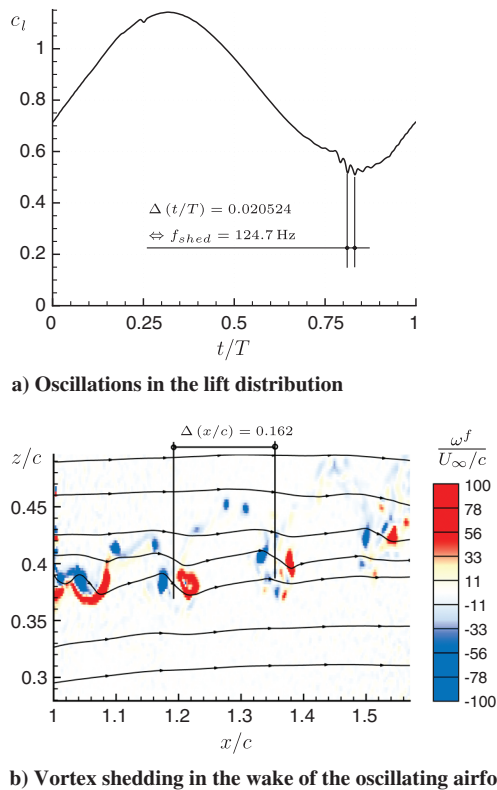 c_l
1
0.8
0.6
0.4
0.2
0
Δ (t/T) = 0.020524
⇔ f_shed = 124.7 Hz
0 0.25 0.5 0.75 1
t/T
a) Oscillations in the lift distribution
Δ (x/c) = 0.162
z/c
0.45
0.4
0.35
0.3
1 1.1 1.2 1.3 1.4 1.5
x/c
ω^f
U_∞/c
100
78
56
33
11
-11
-33
-56
-78
-100
b) Vortex shedding in the wake of the oscillating airfo